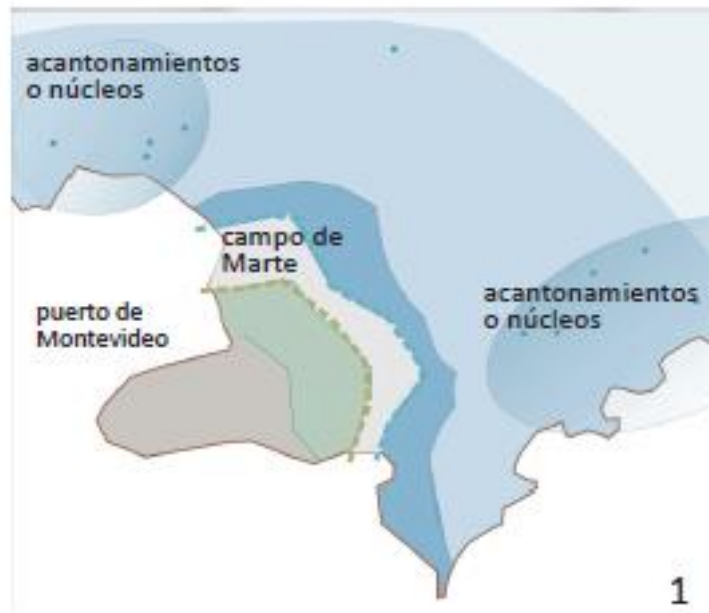 acantonamientos
o núcleos
campo de
Marte
puerto de
Montevideo
acantonamientos
o núcleos
1